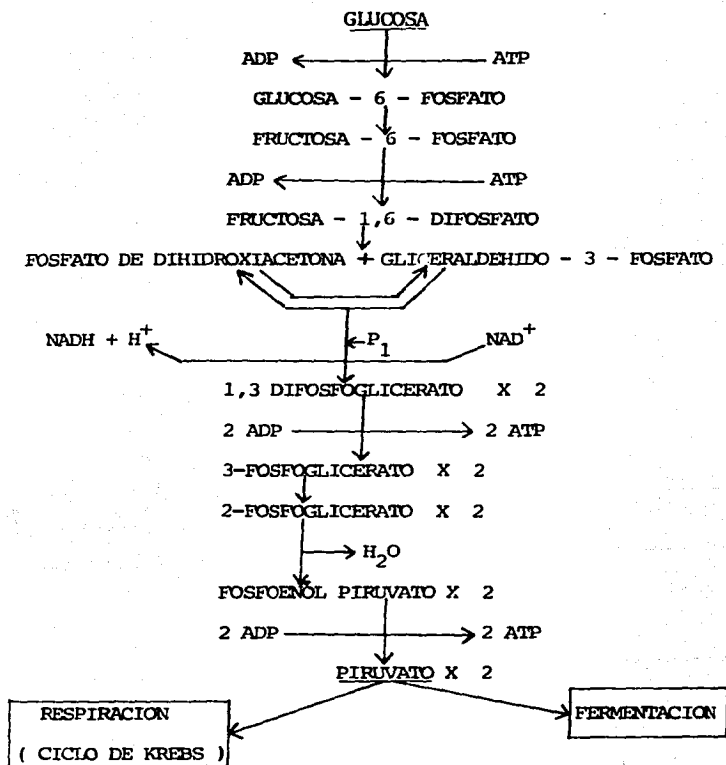 GLUCOSA
ADP ATP
GLUCOSA - 6 - FOSFATO
FRUCTOSA - 6 - FOSFATO
ADP ATP
FRUCTOSA - 1,6 - DIFOSFATO
FOSFATO DE DIHIDROXIACETONA + GLICERALDEHIDO - 3 - FOSFATO
NADH + H+ P1 NAD+
1,3 DIFOSFOGLICERATO X 2
2 ADP 2 ATP
3-FOSFOGLICERATO X 2
2-FOSFOGLICERATO X 2
H2O
FOSFOENOL PIRUVATO X 2
2 ADP 2 ATP
PIRUVATO X 2
RESPIRACION
( CICLO DE KREBS )
FERMENTACION